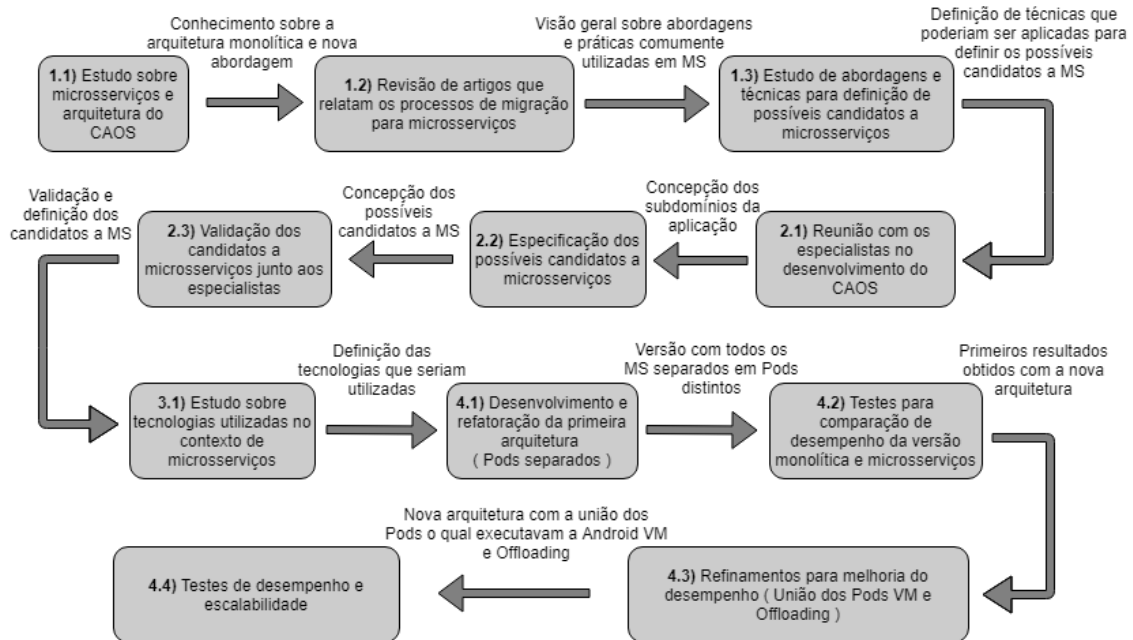 Conhecimento sobre a
arquitetura monolítica e nova
abordagem
Visão geral sobre abordagens
e práticas comumente
utilizadas em MS
Definição de técnicas que
poderiam ser aplicadas para
definir os possíveis
candidatos a MS
1.1) Estudo sobre
microserviços e
arquitetura do
CAOS
1.2) Revisão de artigos que
relatam os processos de migração
para microsserviços
1.3) Estudo de abordagens e
técnicas para definição de
possíveis candidatos a
microsserviços
Validação e
definição dos
candidatos a MS
Concepção dos
possíveis
candidatos a MS
Concepção dos
subdomínios da
aplicação
2.3) Validação dos
candidatos a
microsserviços junto aos
especialistas
2.2) Especificação dos
possíveis candidatos a
microsserviços
2.1) Reunião com os
especialistas no
desenvolvimento do
CAOS
Definição das
tecnologias que seriam
utilizadas
Versão com todos os
MS separados em Pods
distintos
Primeiros resultados
obtidos com a nova
arquitetura
3.1) Estudo sobre
tecnologias utilizadas no
contexto de
microsserviços
4.1) Desenvolvimento e
refatoração da primeira
arquitetura
( Pods separados )
4.2) Testes para
comparação de
desempenho da versão
monolítica e microsserviços
Nova arquitetura com a união dos
Pods o qual executavam a Android VM
e Offloading
4.4) Testes de desempenho e
escalabilidade
4.3) Refinamentos para melhoria do
desempenho ( União dos Pods VM e
Offloading )